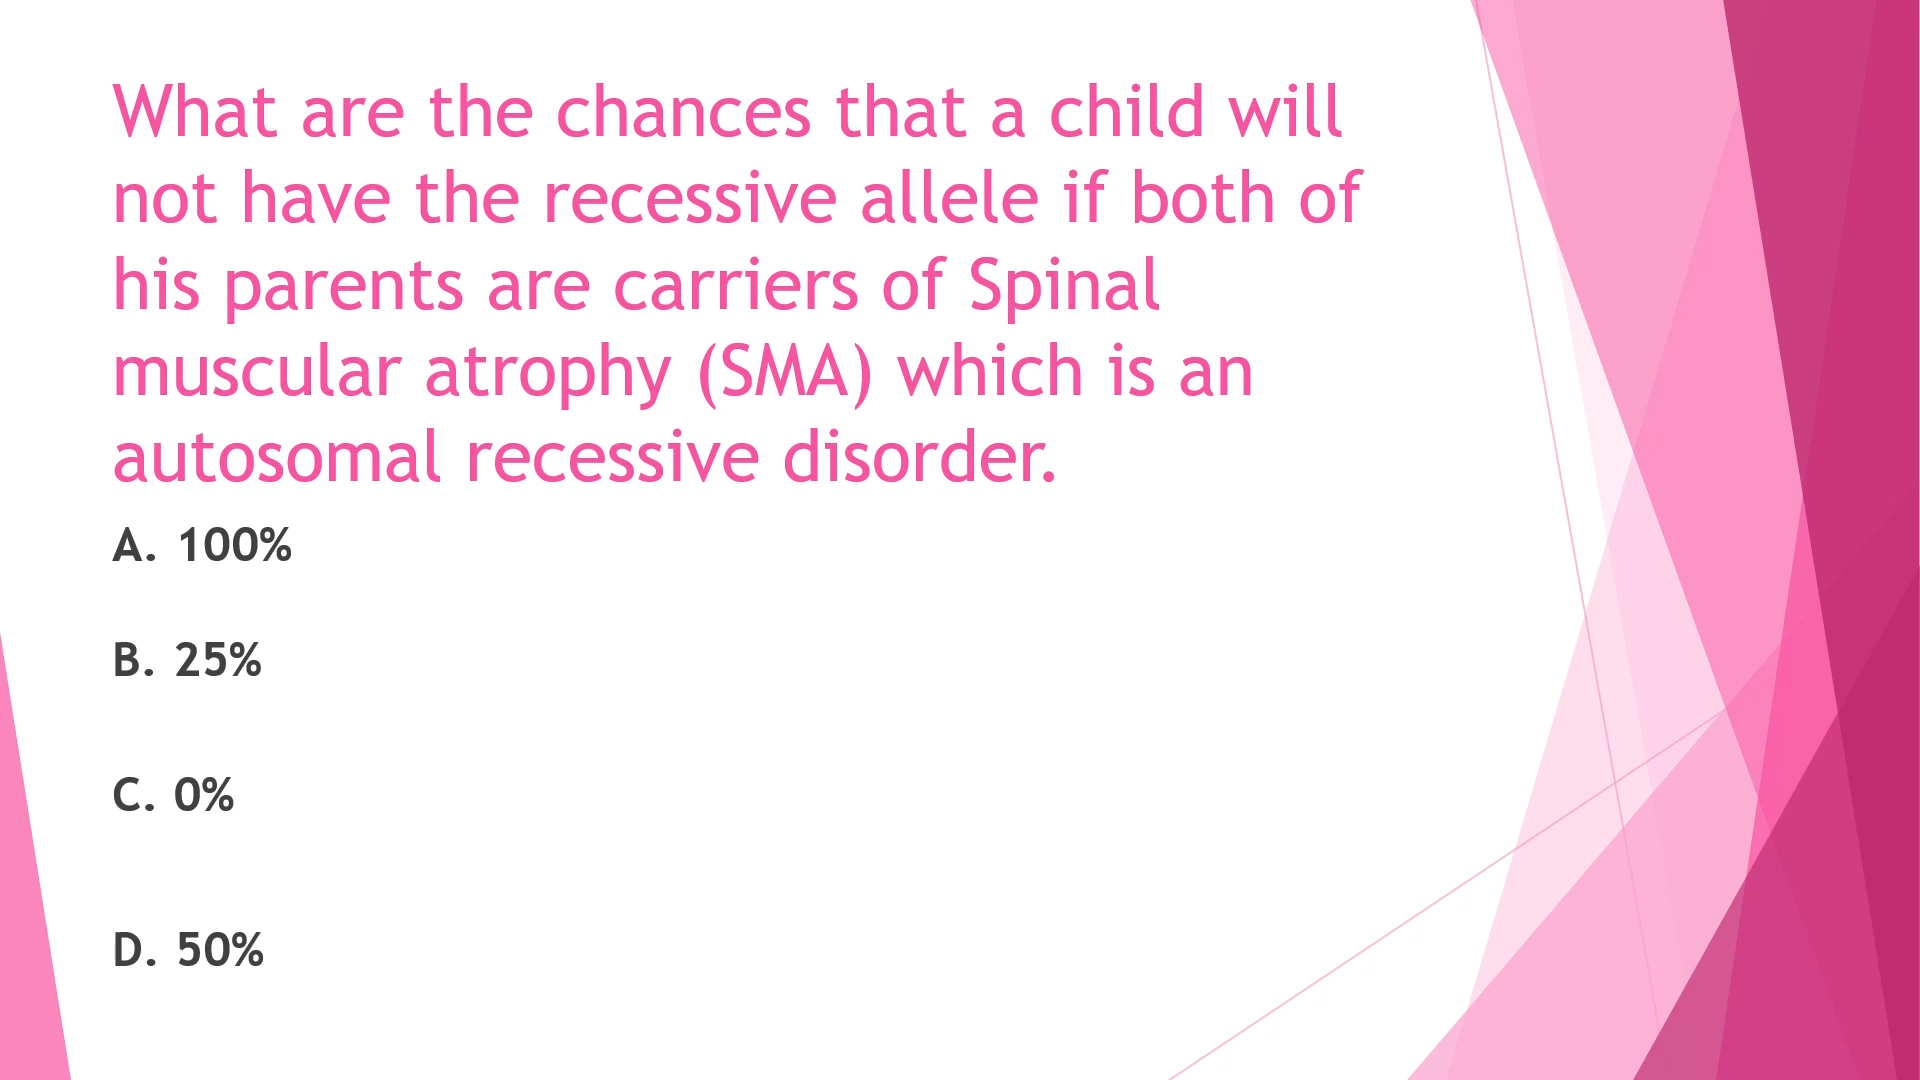 What are the chances that a child will
not have the recessive allele if both of
his parents are carriers of Spinal
muscular atrophy (SMA) which is an
autosomal recessive disorder.
A. 100%
B. 25%
C. 0%
D. 50%